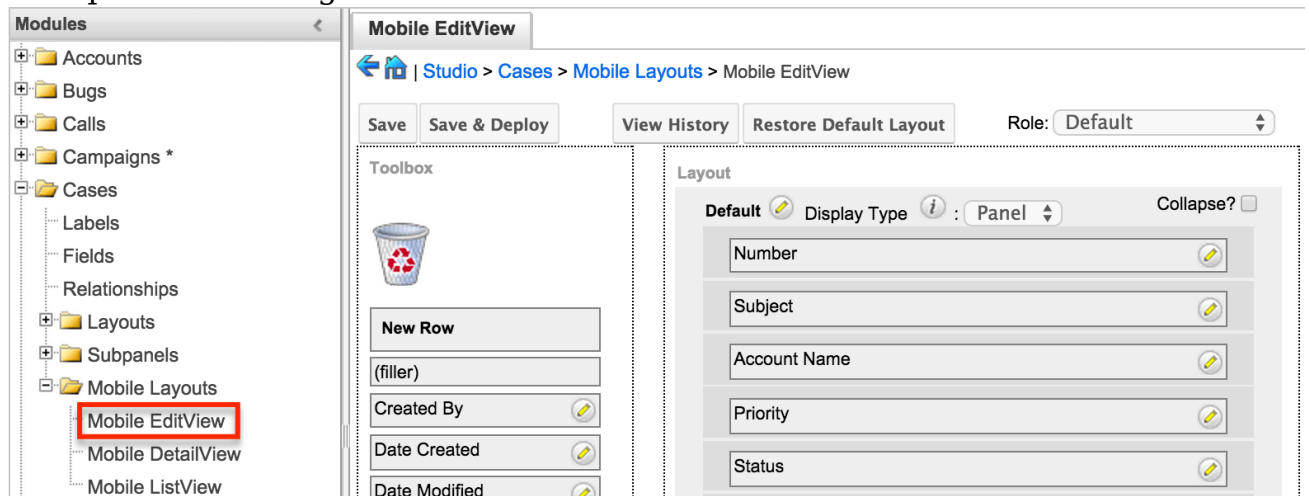 Modules
Accounts
Bugs
Calls
Campaigns *
Cases
Labels
Fields
Relationships
Layouts
Subpanels
Mobile Layouts
Mobile EditView
Mobile DetailView
Mobile ListView
Mobile EditView
| Studio > Cases > Mobile Layouts > Mobile EditView
Save Save & Deploy View History Restore Default Layout Role: Default
Toolbox
New Row
(filler)
Created By
Date Created
Date Modified
Layout
Default Display Type i : Panel Collapse?
Number
Subject
Account Name
Priority
Status